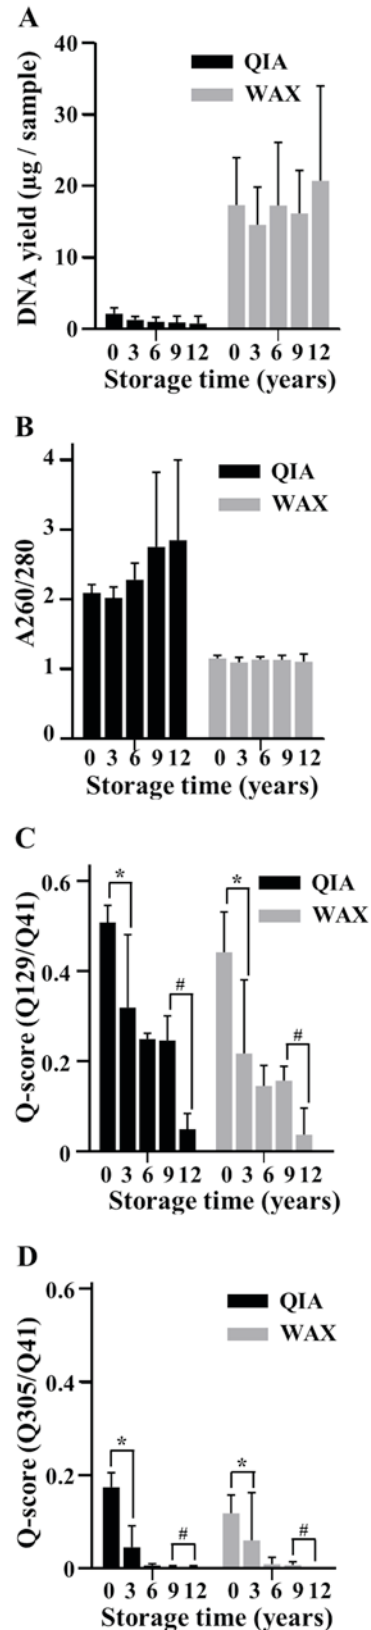 A
DNA yield (µg / sample)
40
30
20
10
0
QIA
WAX
0 3 6 9 12 0 3 6 9 12
Storage time (years)
B
A260/280
4
3
2
1
0
QIA
WAX
0 3 6 9 12 0 3 6 9 12
Storage time (years)
C
Q-score (Q129/Q41)
0.6
0.4
0.2
0
* # * #
QIA
WAX
0 3 6 9 12 0 3 6 9 12
Storage time (years)
D
Q-score (Q305/Q41)
0.6
0.4
0.2
0
QIA
WAX
* # * #
0 3 6 9 12 0 3 6 9 12
Storage time (years)